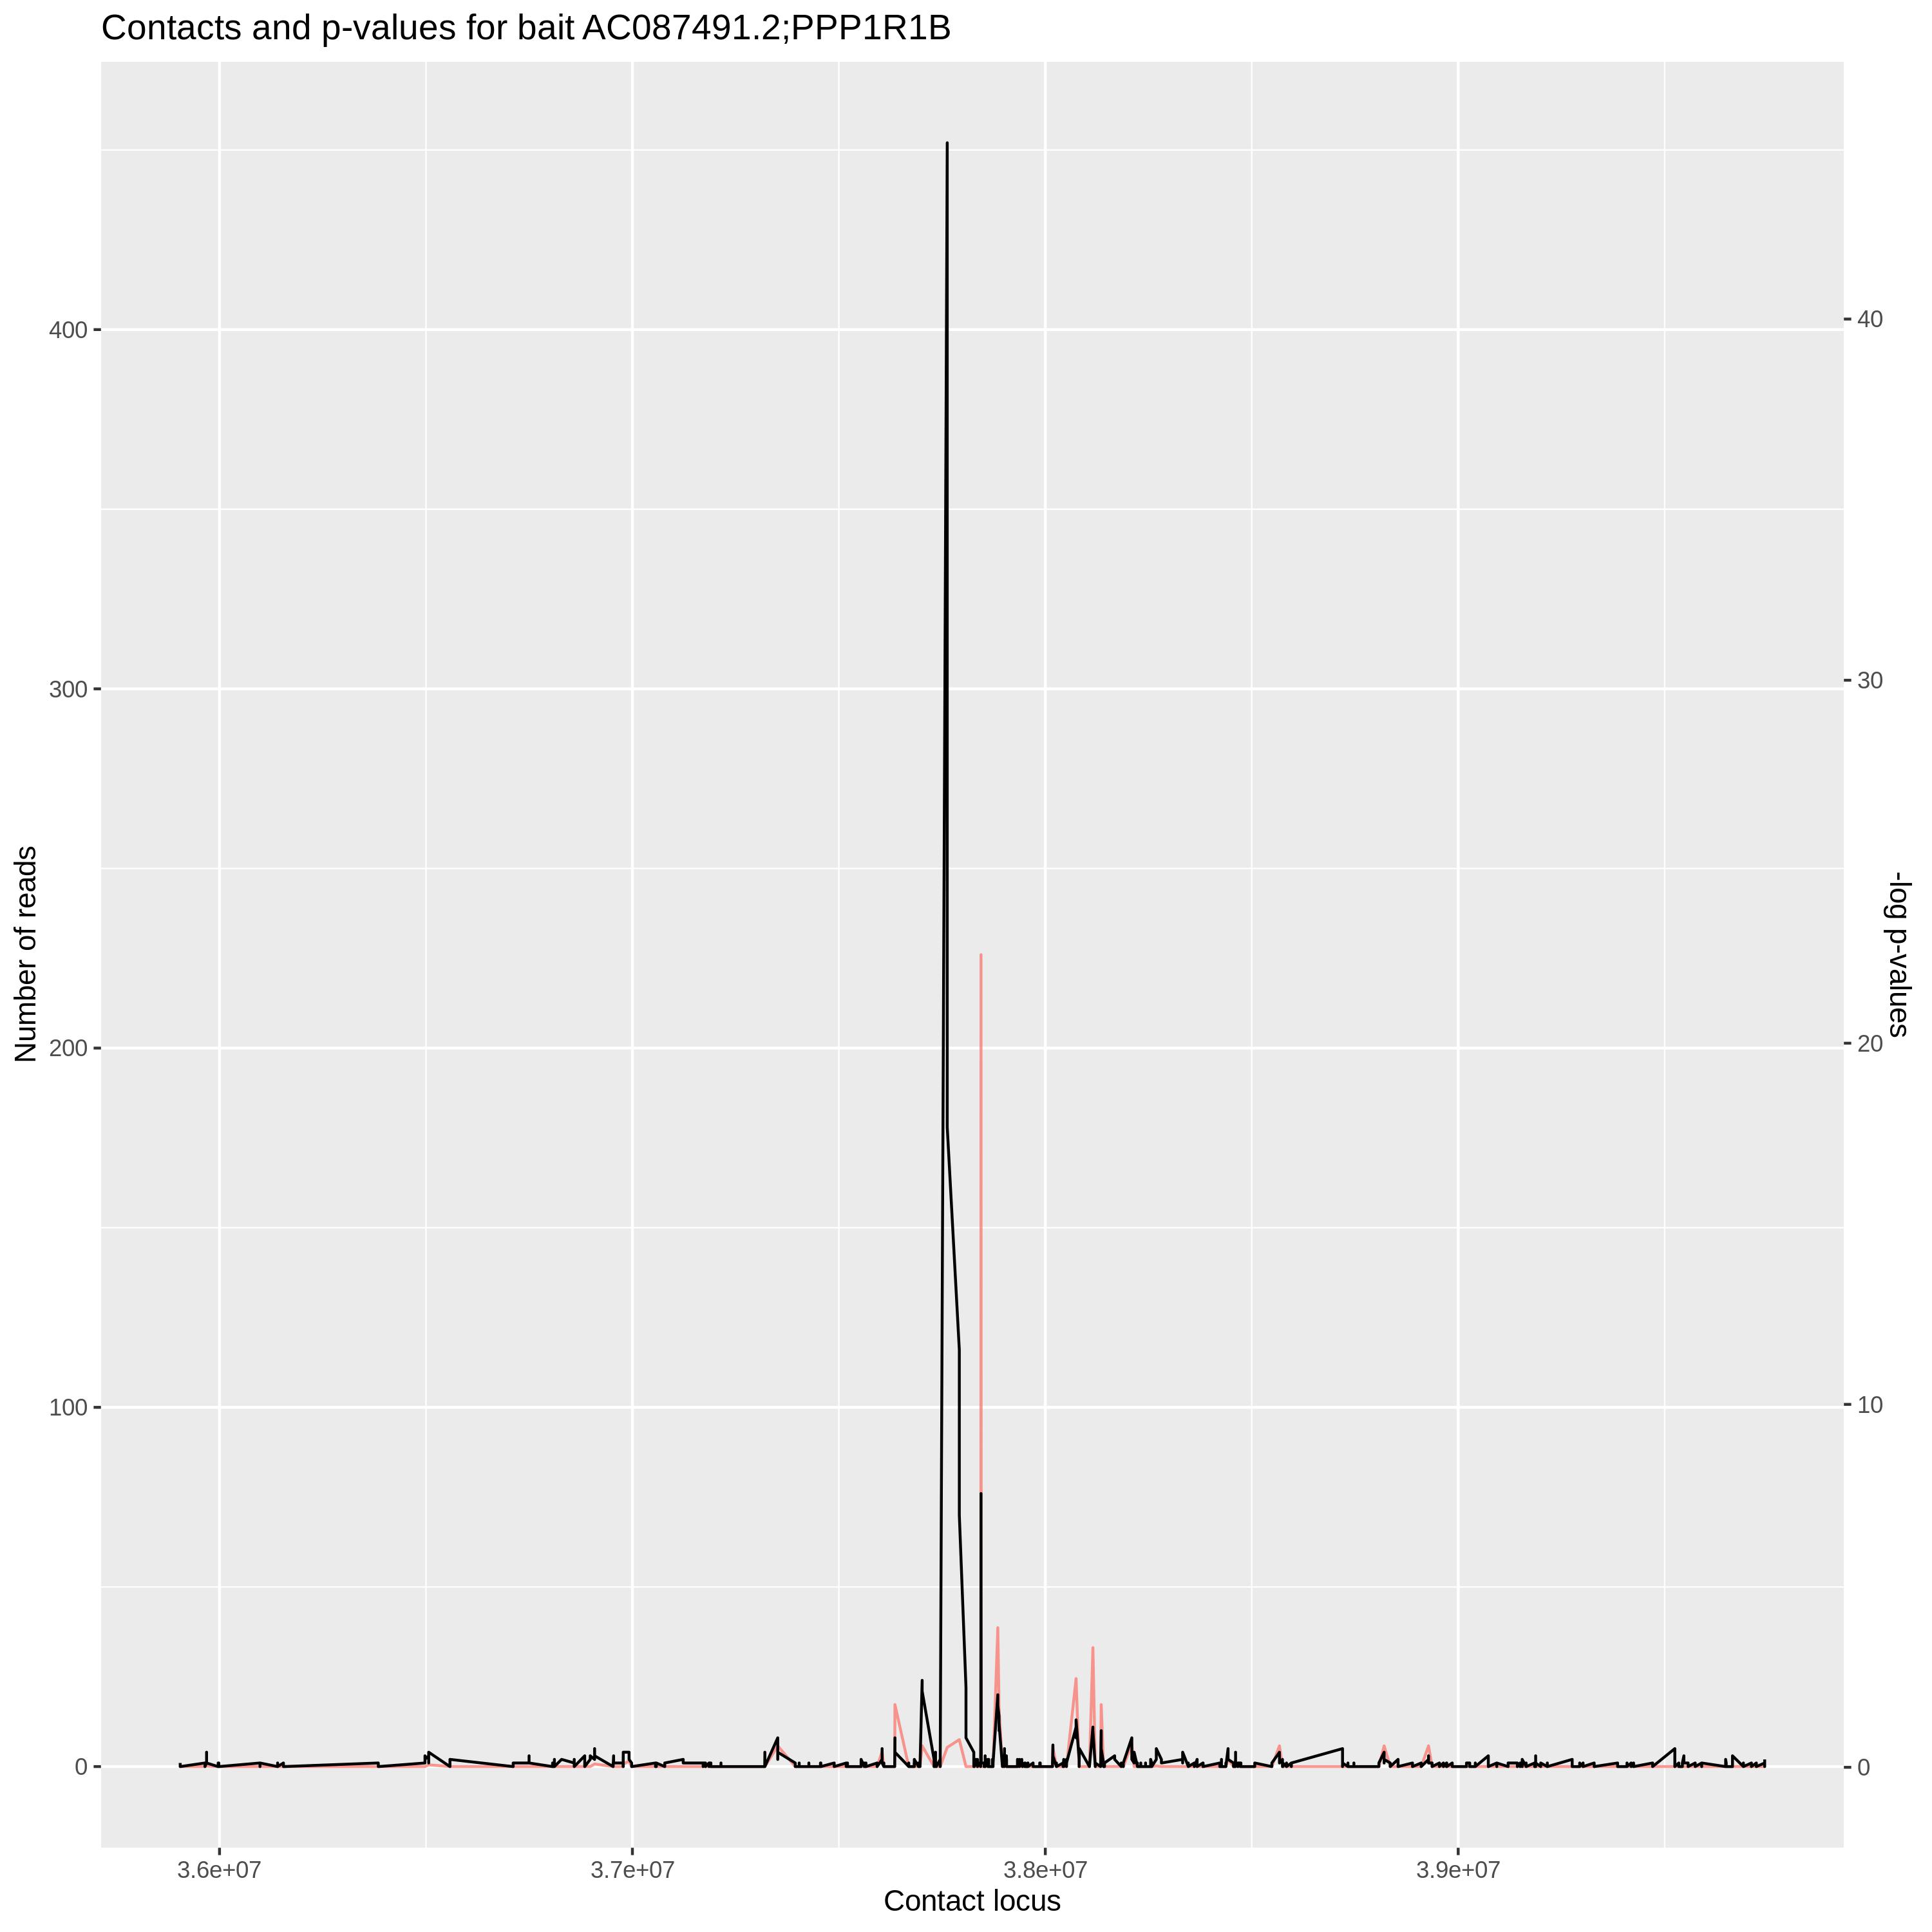 Contacts and p-values for bait AC087491.2;PPP1R1B
400
300
200
100
0
Number of reads
40
30
20
10
0
-log p-values
3.6e+07
3.7e+07
3.8e+07
3.9e+07
Contact locus